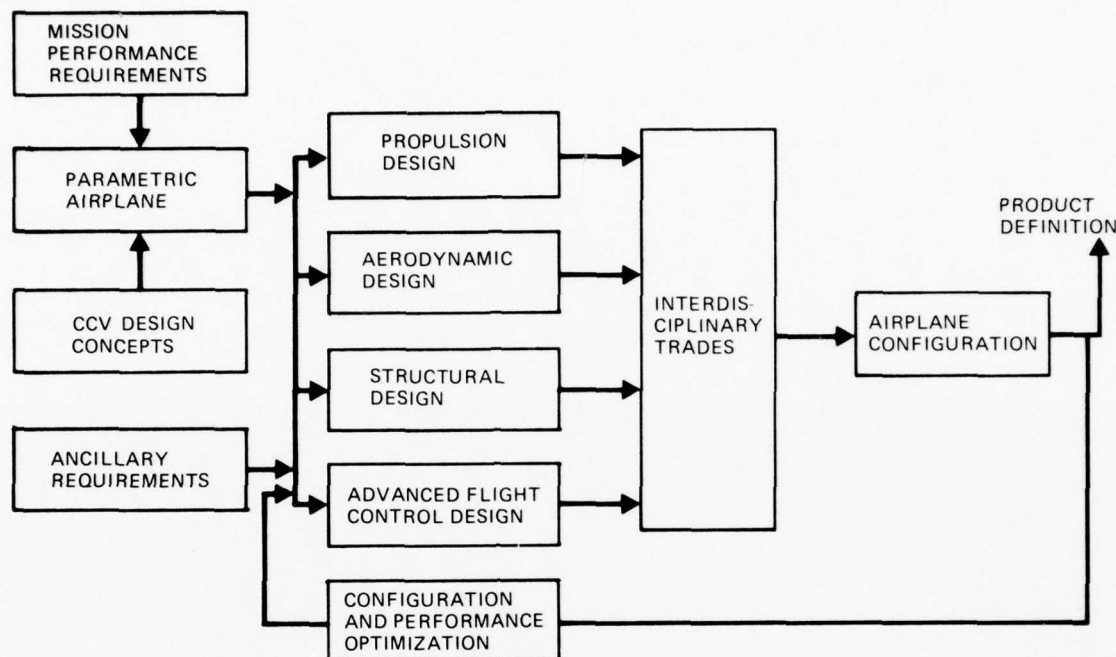 MISSION
PERFORMANCE
REQUIREMENTS
PARAMETRIC
AIRPLANE
CCV DESIGN
CONCEPTS
ANCILLARY
REQUIREMENTS
PROPULSION
DESIGN
AERODYNAMIC
DESIGN
STRUCTURAL
DESIGN
ADVANCED FLIGHT
CONTROL DESIGN
CONFIGURATION
AND PERFORMANCE
OPTIMIZATION
INTERDIS-
CIPLINARY
TRADES
AIRPLANE
CONFIGURATION
PRODUCT
DEFINITION